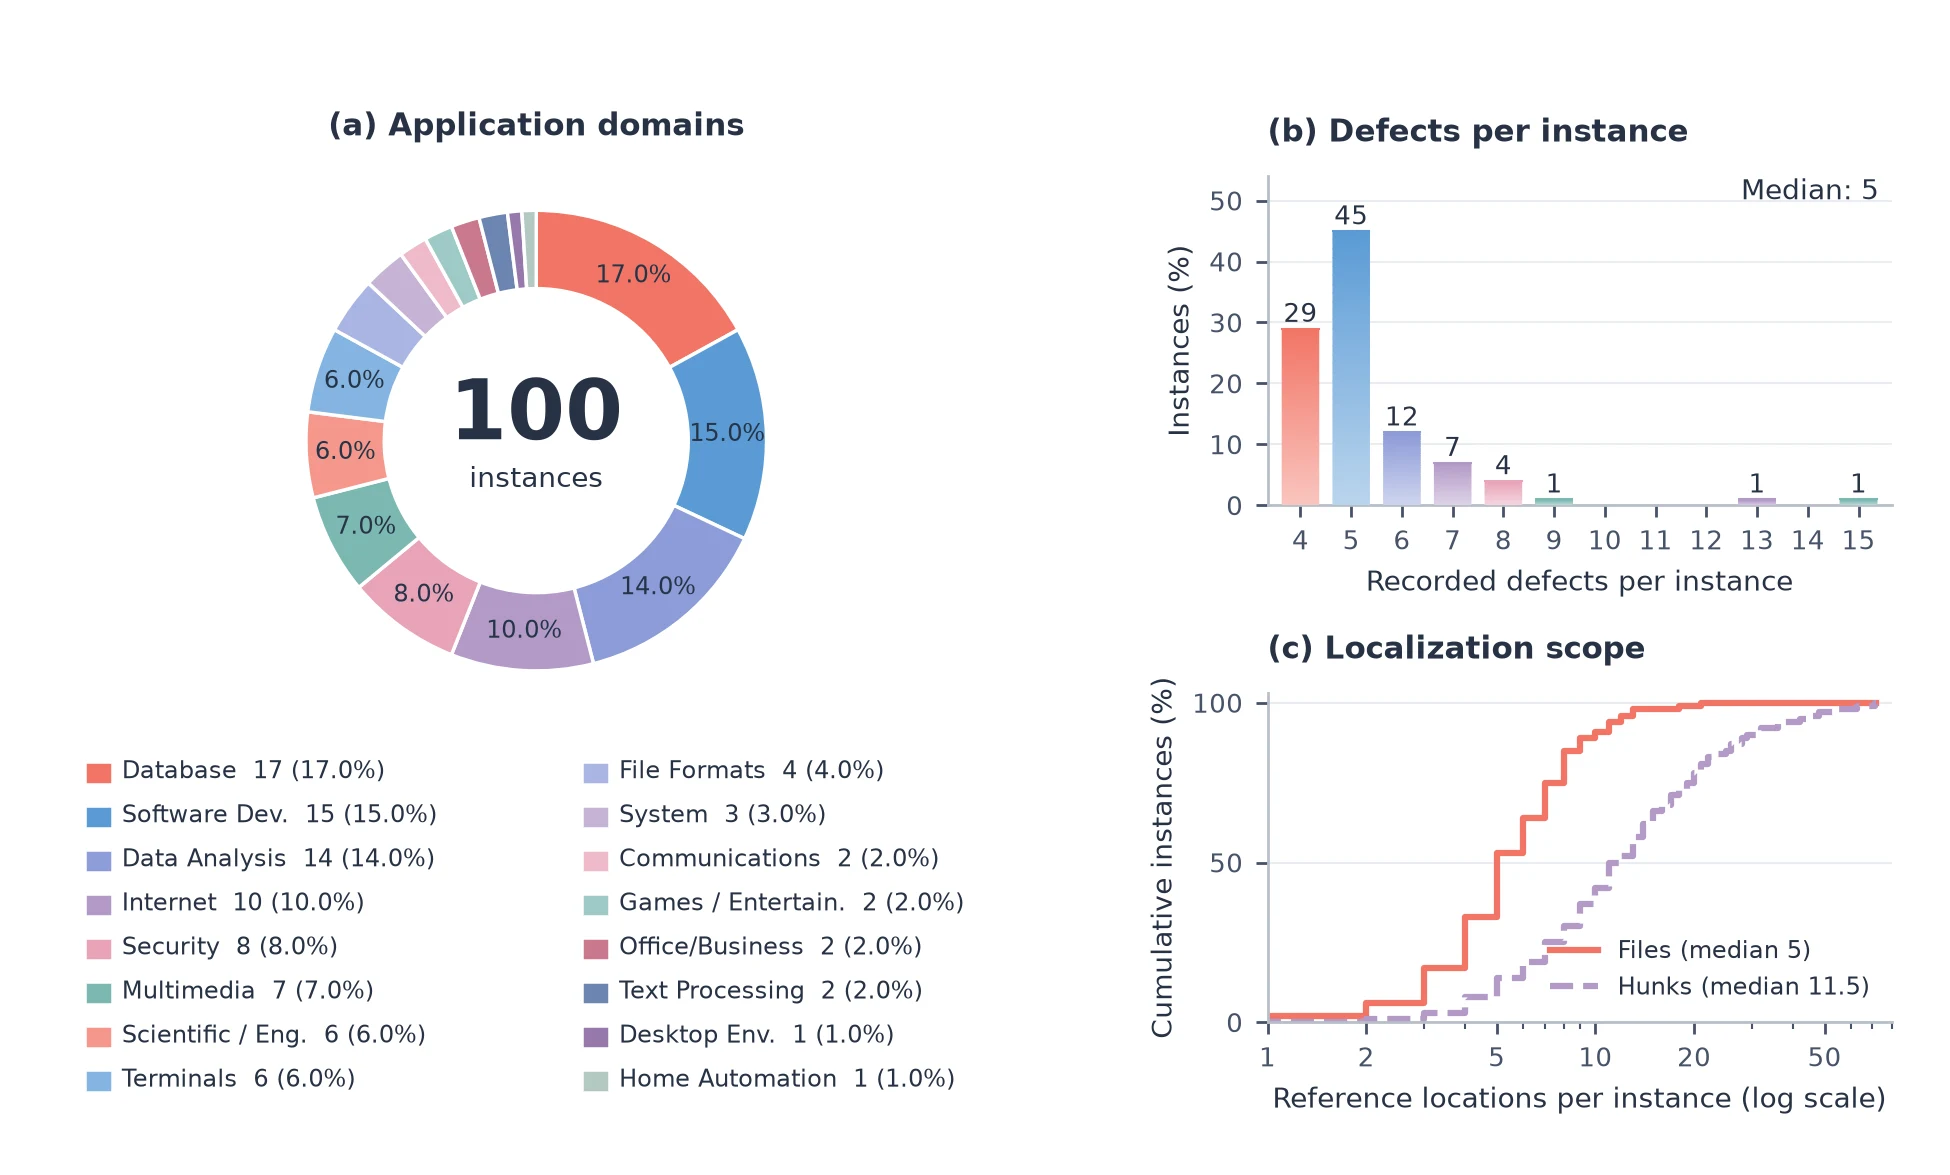 (a) Application domains
17.0%
15.0%
14.0%
10.0%
8.0%
7.0%
6.0%
6.0%
100
instances
Database 17 (17.0%)
Software Dev. 15 (15.0%)
Data Analysis 14 (14.0%)
Internet 10 (10.0%)
Security 8 (8.0%)
Multimedia 7 (7.0%)
Scientific / Eng. 6 (6.0%)
Terminals 6 (6.0%)
File Formats 4 (4.0%)
System 3 (3.0%)
Communications 2 (2.0%)
Games / Entertain. 2 (2.0%)
Office/Business 2 (2.0%)
Text Processing 2 (2.0%)
Desktop Env. 1 (1.0%)
Home Automation 1 (1.0%)
(b) Defects per instance
Median: 5
Instances (%)
50
40
30
20
10
0
29
45
12
7
4
1
1
1
4 5 6 7 8 9 10 11 12 13 14 15
Recorded defects per instance
(c) Localization scope
Cumulative instances (%)
100
50
0
Files (median 5)
Hunks (median 11.5)
1 2 5 10 20 50
Reference locations per instance (log scale)